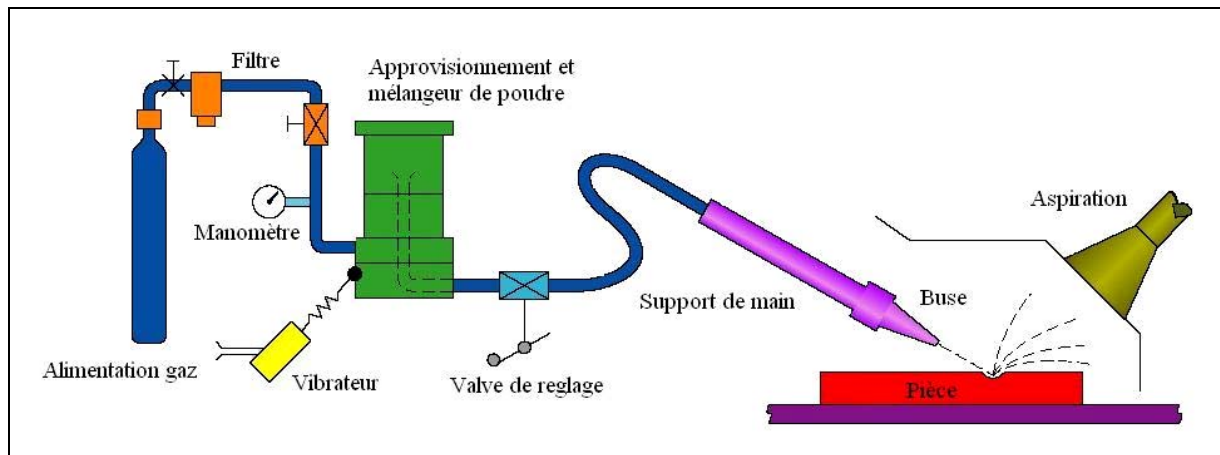 Filtre
Approvisionnement et
mélangeur de poudre
Manomètre
Aspiration
Support de main
Buse
Alimentation gaz
Vibrateur
Valve de reglage
Pièce